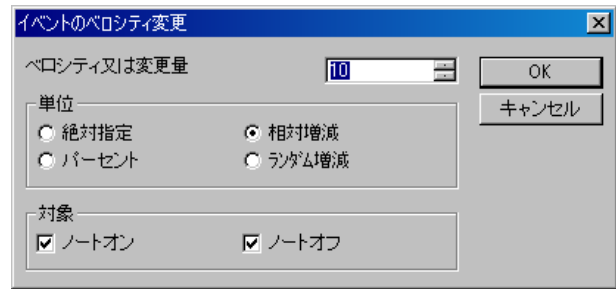 イベントのベロシティ変更
ベロシティ又は変更量 10
OK
キャンセル
単位
絶対指定 相対増減
パーセント ランダム増減
対象
ノートオン ノートオフ